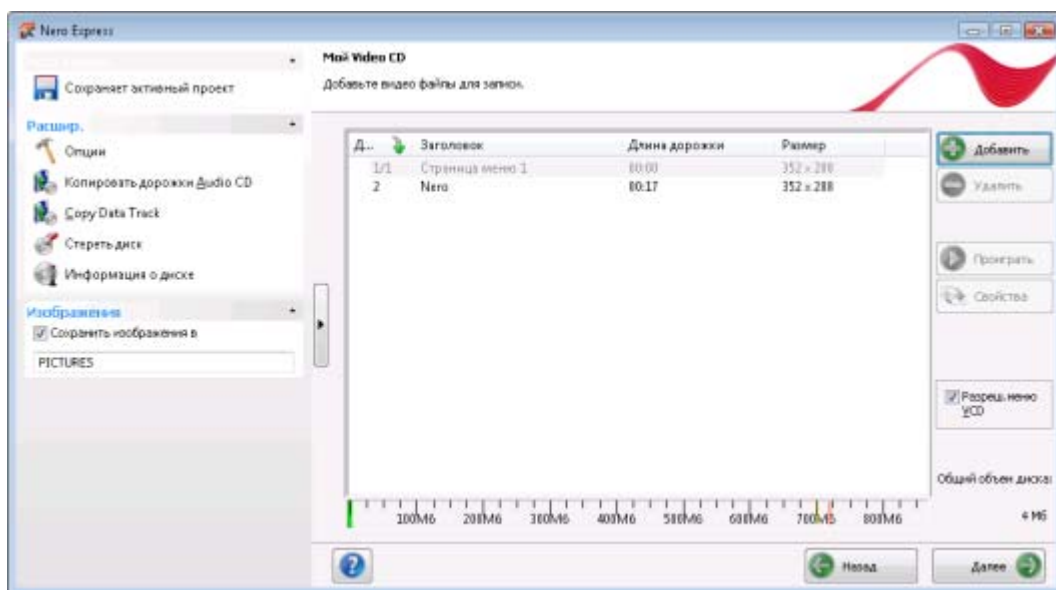 Nero Express
Сохраняет активный проект
Расшир.
Опции
Копировать дорожки Audio CD
Copy Data Track
Стереть диск
Информация о диске
Изображения
Сохранить изображения в
PICTURES
Мой Video CD
Добавьте видео файлы для записи.
Д... Заголовок Длина дорожки Размер
1/1 Страница меню 1 00:00 352 x 288
2 Nero 00:17 352 x 288
100Мб 200Мб 300Мб 400Мб 500Мб 600Мб 700Мб 800Мб
Добавить
Удалить
Проиграть
Свойства
Разреш. меню
VCD
Общий объем диска:
4 Мб
Назад
Далее